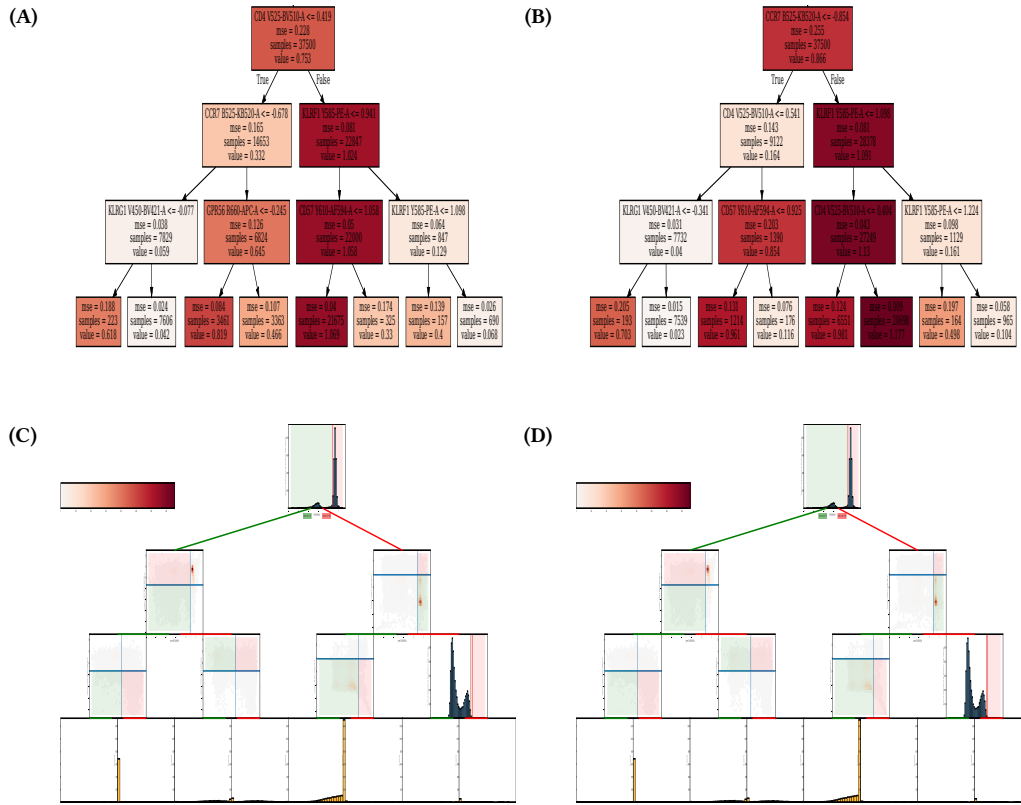 (A)
CD4 V525-BV510-A <= 0.419
mse = 0.228
samples = 37500
value = 0.753
True
False
CCR7 B525-KB520-A <= -0.678
mse = 0.165
samples = 14653
value = 0.332
KLRF1 Y585-PE-A <= 0.941
mse = 0.081
samples = 22847
value = 1.024
KLRG1 V450-BV421-A <= -0.077
mse = 0.038
samples = 7829
value = 0.059
GPR56 R660-APC-A <= -0.245
mse = 0.126
samples = 6824
value = 0.645
CD57 Y610-AF594-A <= 1.058
mse = 0.05
samples = 22000
value = 1.058
KLRF1 Y585-PE-A <= 1.098
mse = 0.064
samples = 847
value = 0.129
mse = 0.188
samples = 223
value = 0.618
mse = 0.024
samples = 7606
value = 0.042
mse = 0.084
samples = 3461
value = 0.819
mse = 0.107
samples = 3363
value = 0.466
mse = 0.04
samples = 21675
value = 1.069
mse = 0.174
samples = 325
value = 0.33
mse = 0.139
samples = 157
value = 0.4
mse = 0.026
samples = 690
value = 0.068
(B)
CCR7 B525-KB520-A <= -0.854
mse = 0.255
samples = 37500
value = 0.866
True
False
CD4 V525-BV510-A <= 0.541
mse = 0.143
samples = 9122
value = 0.164
KLRF1 Y585-PE-A <= 1.098
mse = 0.081
samples = 28378
value = 1.091
KLRG1 V450-BV421-A <= -0.341
mse = 0.031
samples = 7732
value = 0.04
CD57 Y610-AF594-A <= 0.925
mse = 0.203
samples = 1390
value = 0.854
CD4 V525-BV510-A <= 0.404
mse = 0.043
samples = 27249
value = 1.13
KLRF1 Y585-PE-A <= 1.224
mse = 0.098
samples = 1129
value = 0.161
mse = 0.205
samples = 193
value = 0.703
mse = 0.015
samples = 7539
value = 0.023
mse = 0.131
samples = 1214
value = 0.961
mse = 0.076
samples = 176
value = 0.116
mse = 0.124
samples = 6551
value = 0.981
samples = 20698
value = 1.177
mse = 0.197
samples = 164
value = 0.498
mse = 0.058
samples = 965
value = 0.104
(C)
(D)